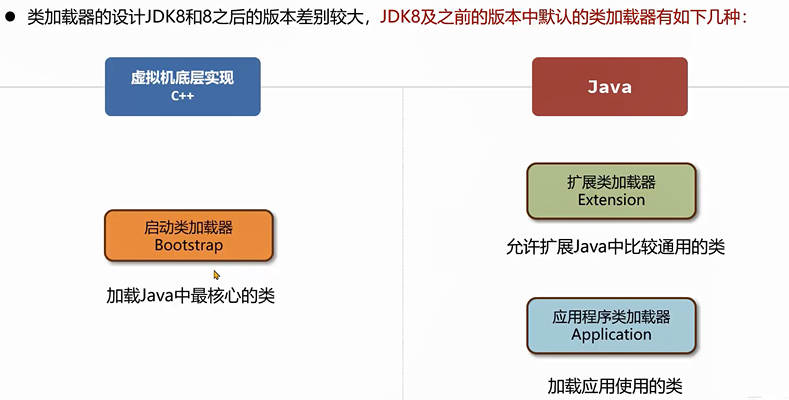 ● 类加载器的设计JDK8和8之后的版本差别较大，JDK8及之前的版本中默认的类加载器有如下几种：
虚拟机底层实现
C++
Java
启动类加载器
Bootstrap
加载Java中最核心的类
扩展类加载器
Extension
允许扩展Java中比较通用的类
应用程序类加载器
Application
加载应用使用的类